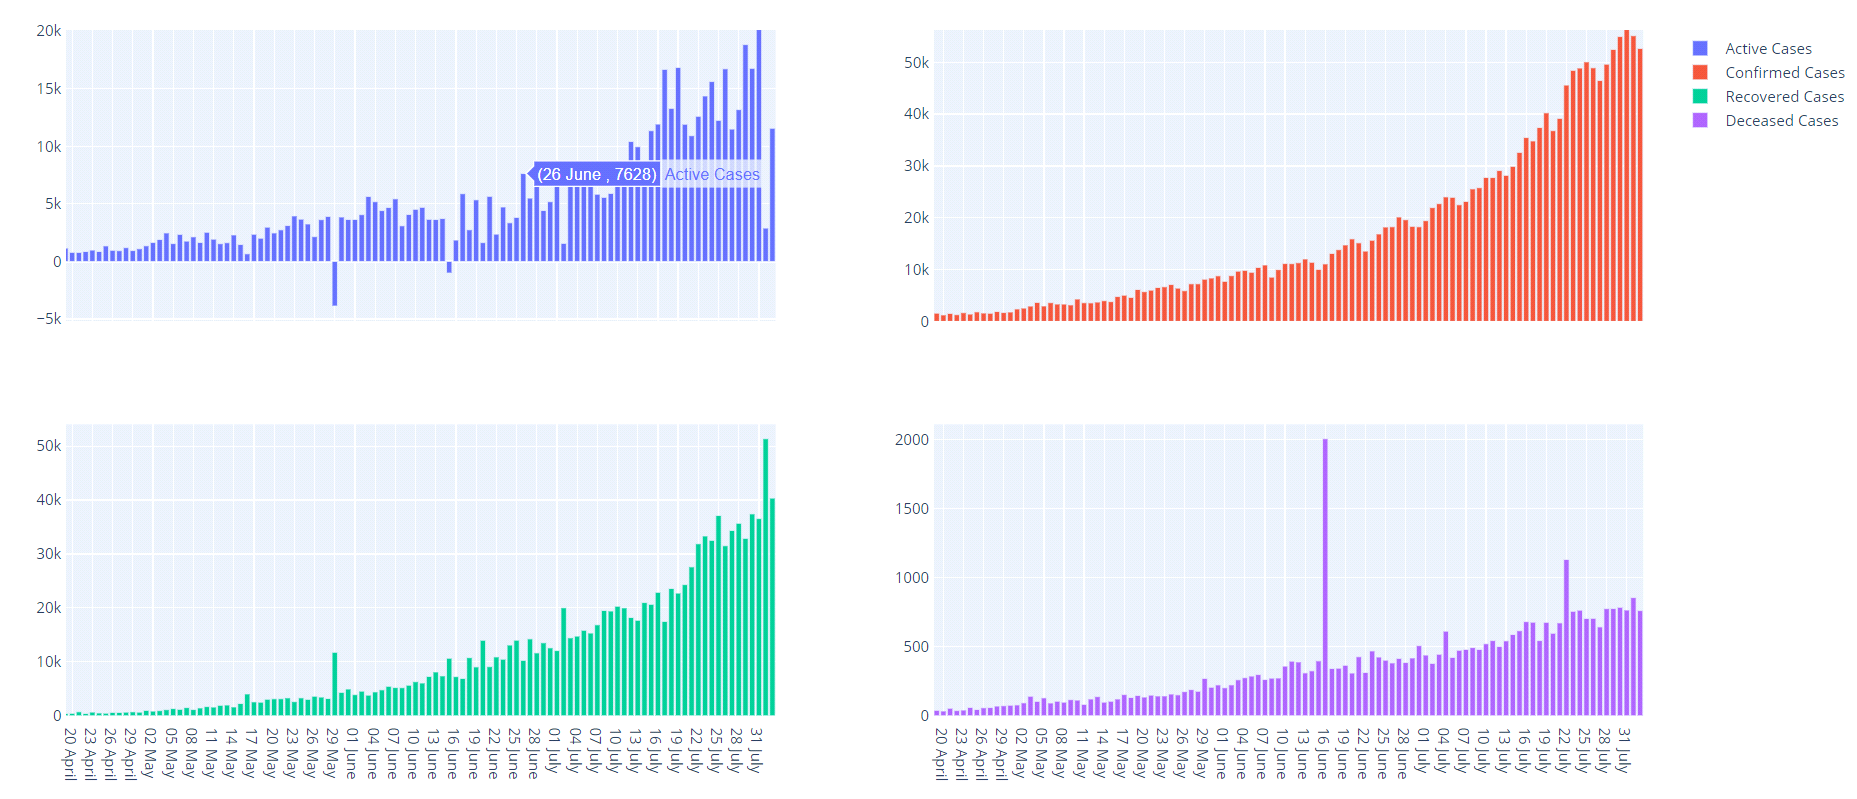 20k
15k
10k
5k
0
−5k
(26 June , 7628) Active Cases
50k
40k
30k
20k
10k
0
Active Cases
Confirmed Cases
Recovered Cases
Deceased Cases
50k
40k
30k
20k
10k
0
20 April
23 April
26 April
29 April
02 May
05 May
08 May
11 May
14 May
17 May
20 May
23 May
26 May
29 May
01 June
04 June
07 June
10 June
13 June
16 June
19 June
22 June
25 June
28 June
01 July
04 July
07 July
10 July
13 July
16 July
19 July
22 July
25 July
28 July
31 July
2000
1500
1000
500
0
20 April
23 April
26 April
29 April
02 May
05 May
08 May
11 May
14 May
17 May
20 May
23 May
26 May
29 May
01 June
04 June
07 June
10 June
13 June
16 June
19 June
22 June
25 June
28 June
01 July
04 July
07 July
10 July
13 July
16 July
19 July
22 July
25 July
28 July
31 July